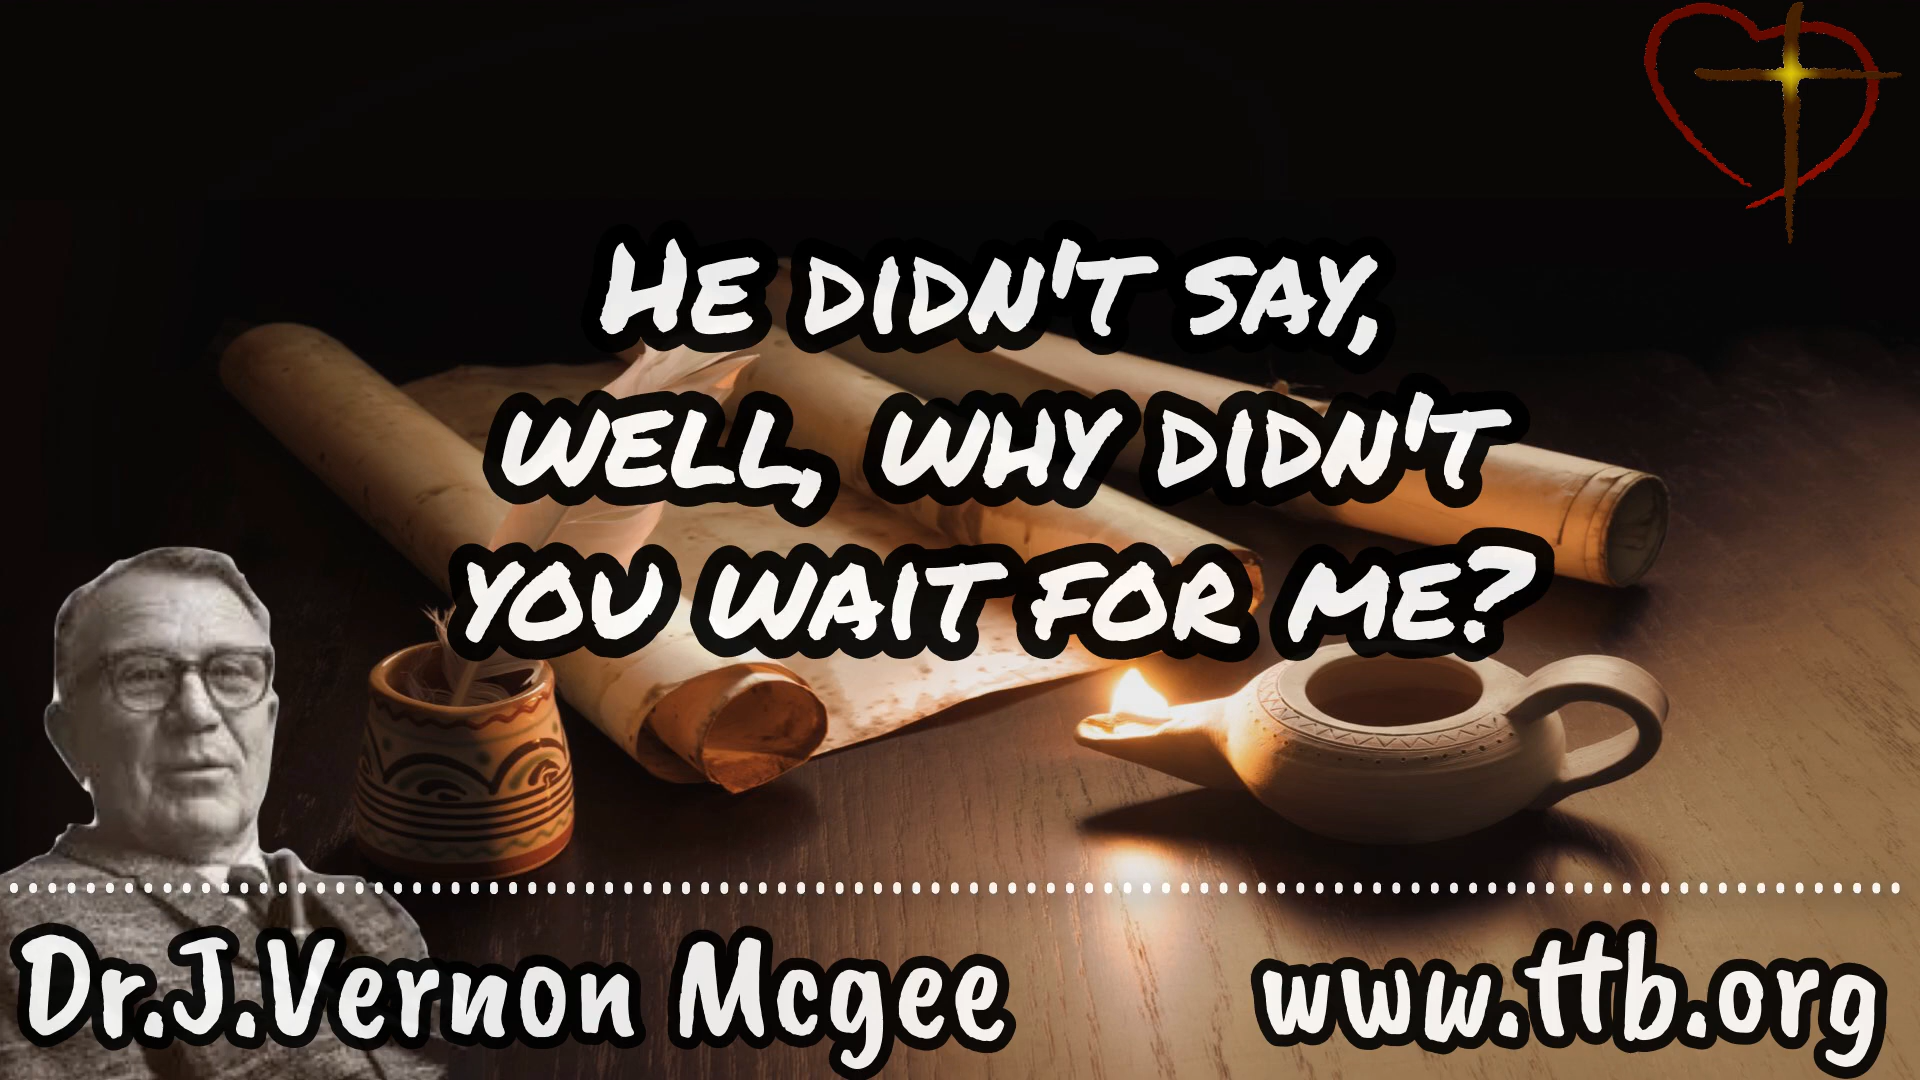 He didn't say,
well, why didn't
you wait for me?
Dr.J.Vernon Mcgee
www.ttb.org